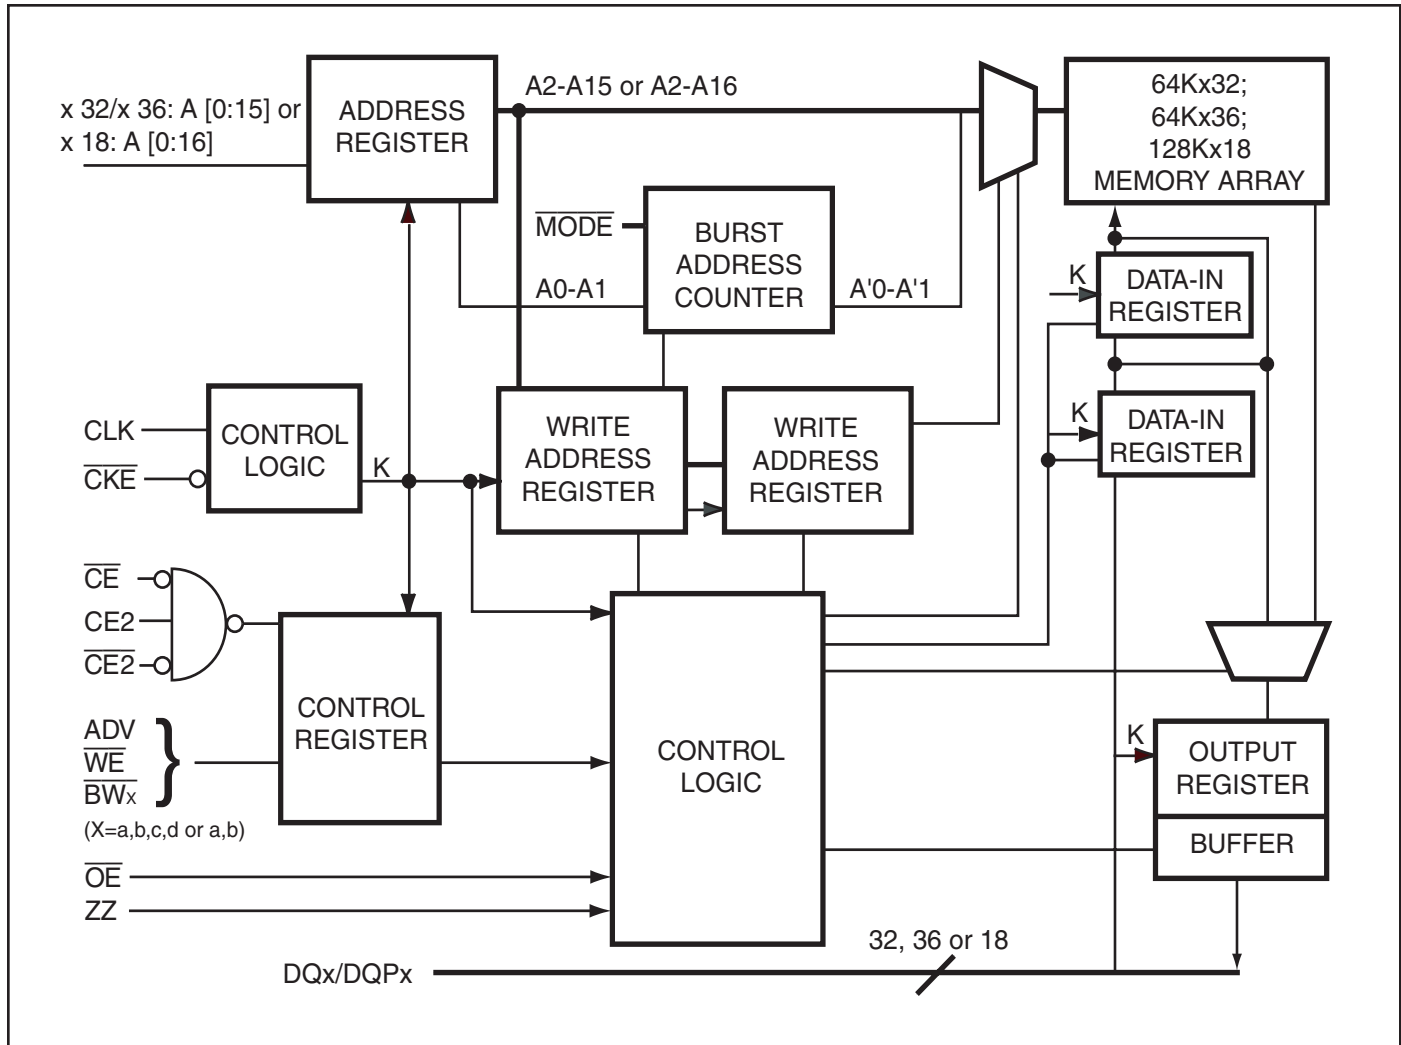 x 32/x 36: A [0:15] or
x 18: A [0:16]
ADDRESS
REGISTER
A2-A15 or A2-A16
64Kx32;
64Kx36;
128Kx18
MEMORY ARRAY
MODE
BURST
ADDRESS
COUNTER
A0-A1
A'0-A'1
K
DATA-IN
REGISTER
K
DATA-IN
REGISTER
CLK
CKE
CONTROL
LOGIC
K
WRITE
ADDRESS
REGISTER
WRITE
ADDRESS
REGISTER
CE
CE2
CE2
ADV
WE
BWX
(X=a,b,c,d or a,b)
CONTROL
REGISTER
CONTROL
LOGIC
K
OUTPUT
REGISTER
BUFFER
OE
ZZ
32, 36 or 18
DQx/DQPx